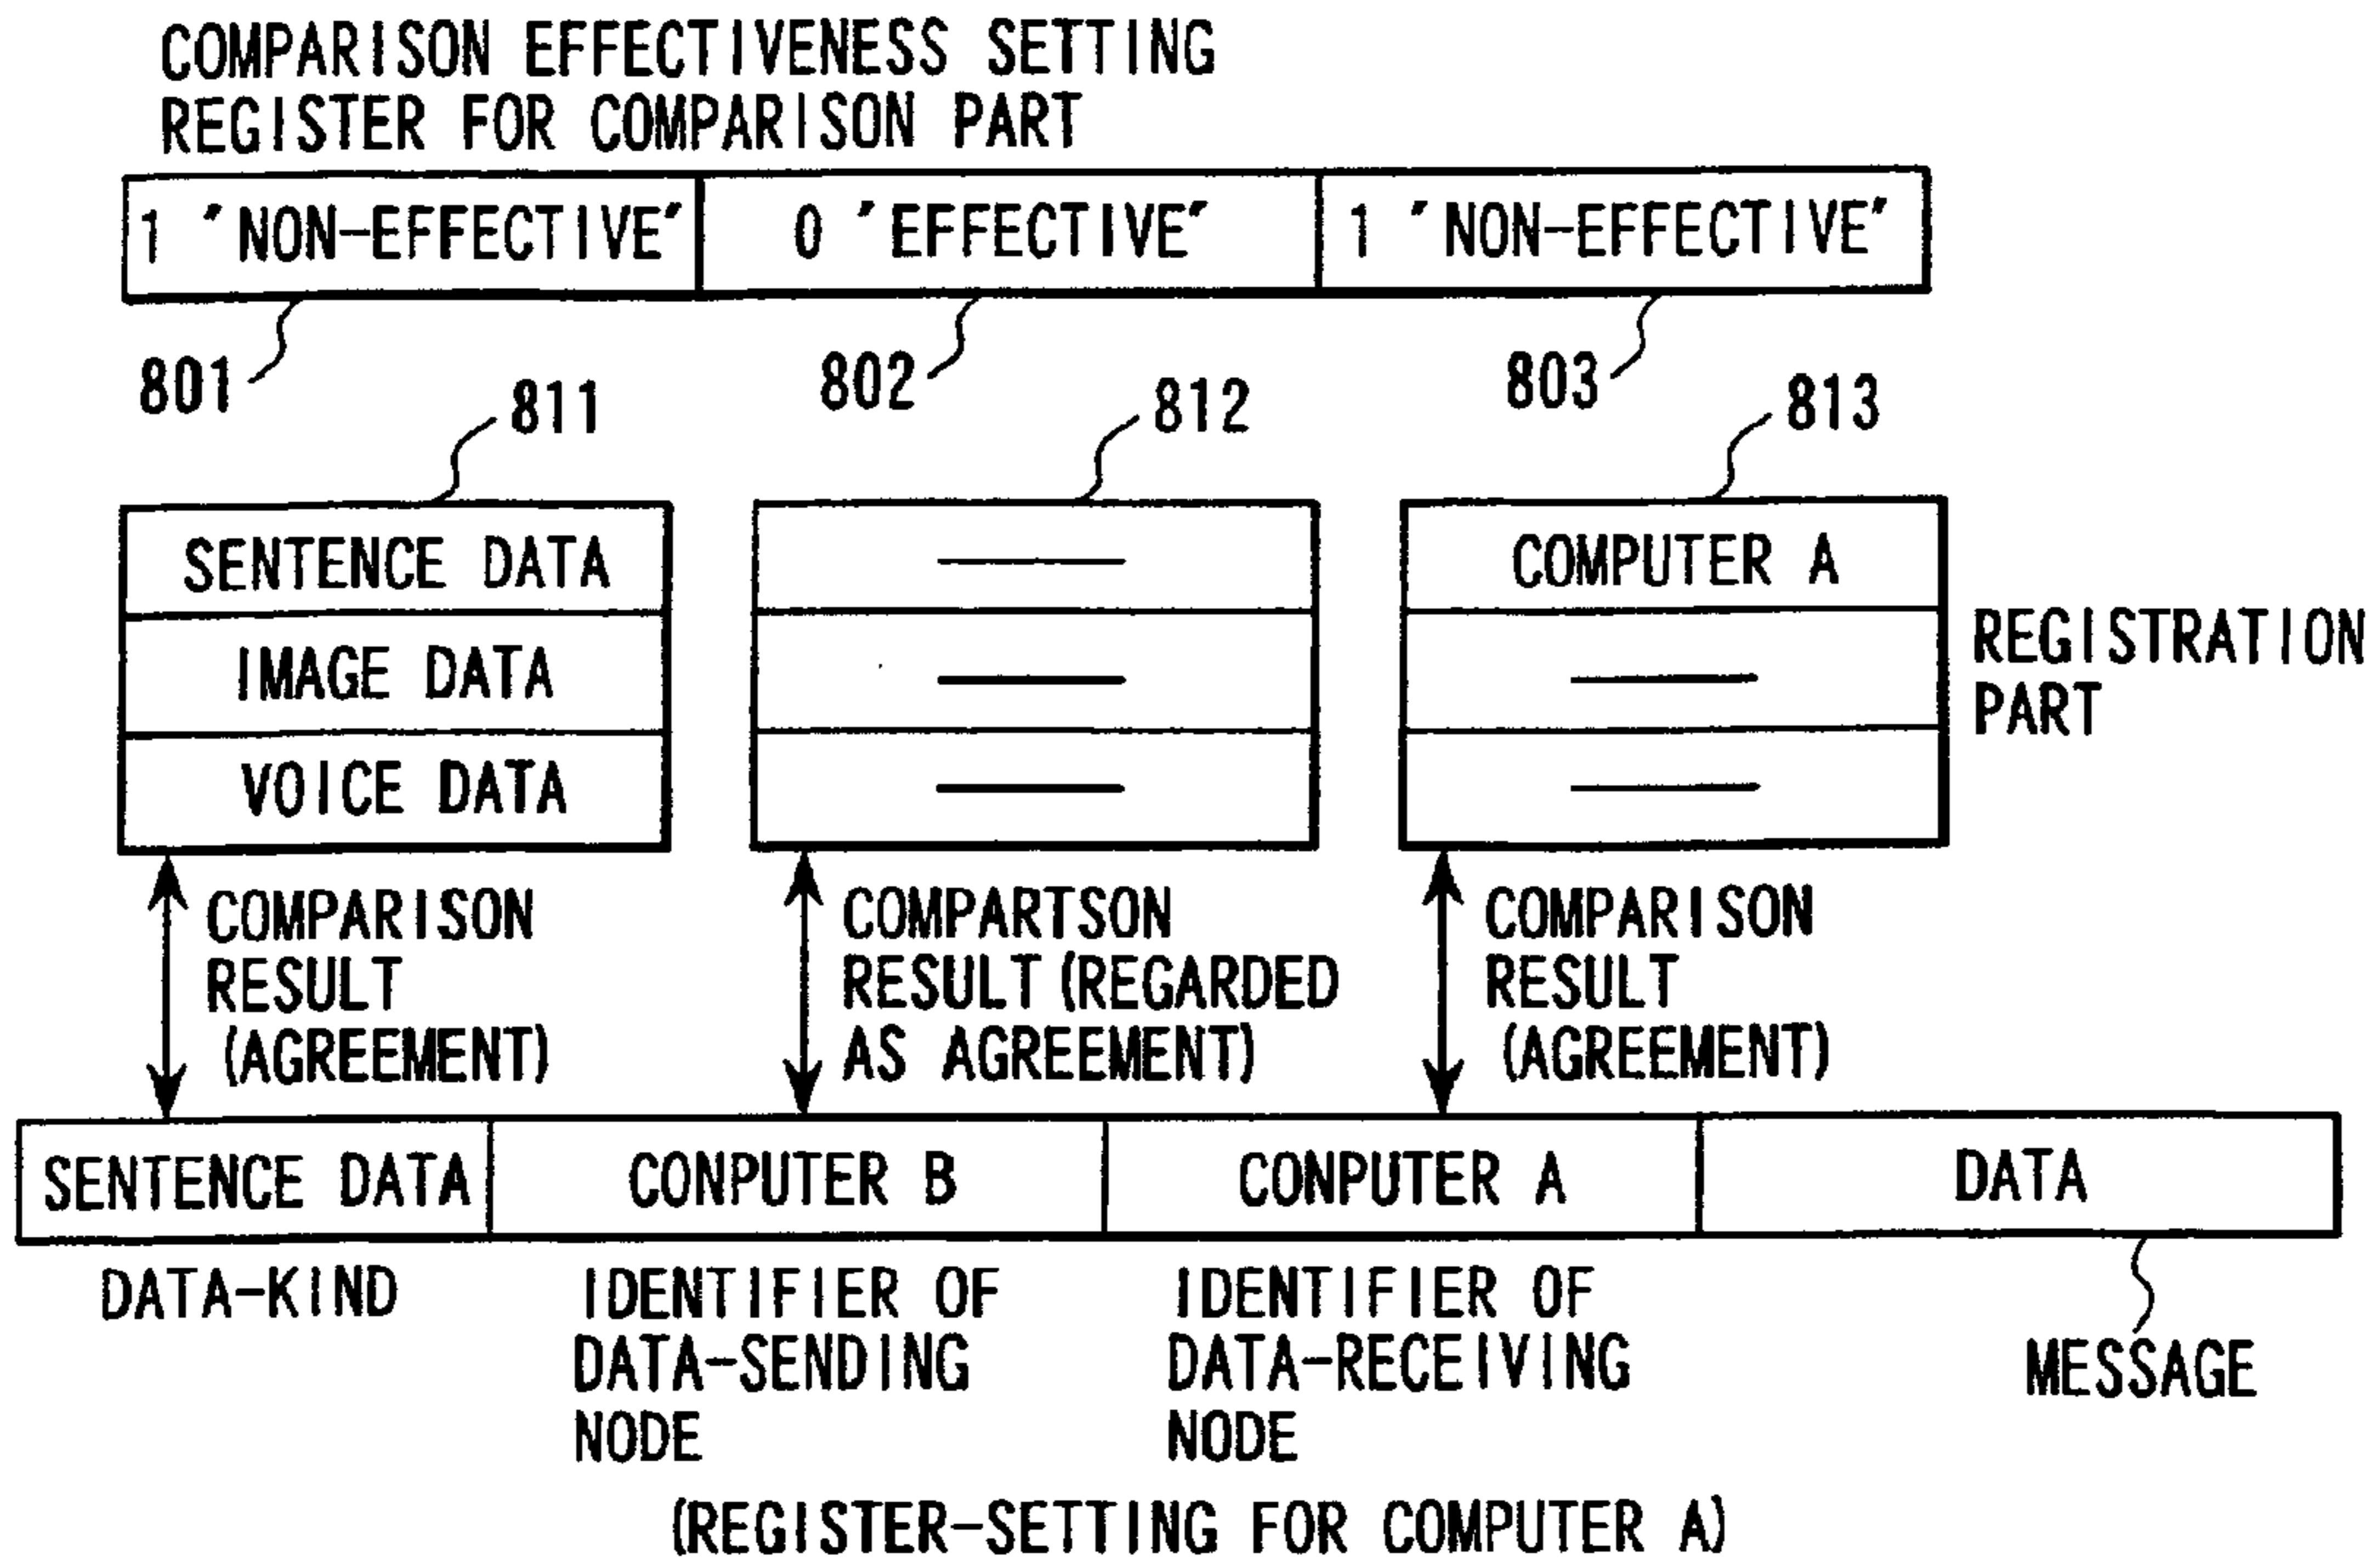 COMPARISON EFFECTIVENESS SETTING
REGISTER FOR COMPARISON PART
1 "NON-EFFECTIVE"
0 "EFFECTIVE"
1 "NON-EFFECTIVE"
801
802
803
811
812
813
SENTENCE DATA
IMAGE DATA
VOICE DATA
COMPUTER A
REGISTRATION
PART
COMPARISON
RESULT
(AGREEMENT)
COMPARTSON
RESULT (REGARDED
AS AGREEMENT)
COMPARISON
RESULT
(AGREEMENT)
SENTENCE DATA
CONPUTER B
CONPUTER A
DATA
DATA-KIND
IDENTIFIER OF
DATA-SENDING
NODE
IDENTIFIER OF
DATA-RECEIVING
NODE
MESSAGE
(REGISTER-SETTING FOR COMPUTER A)